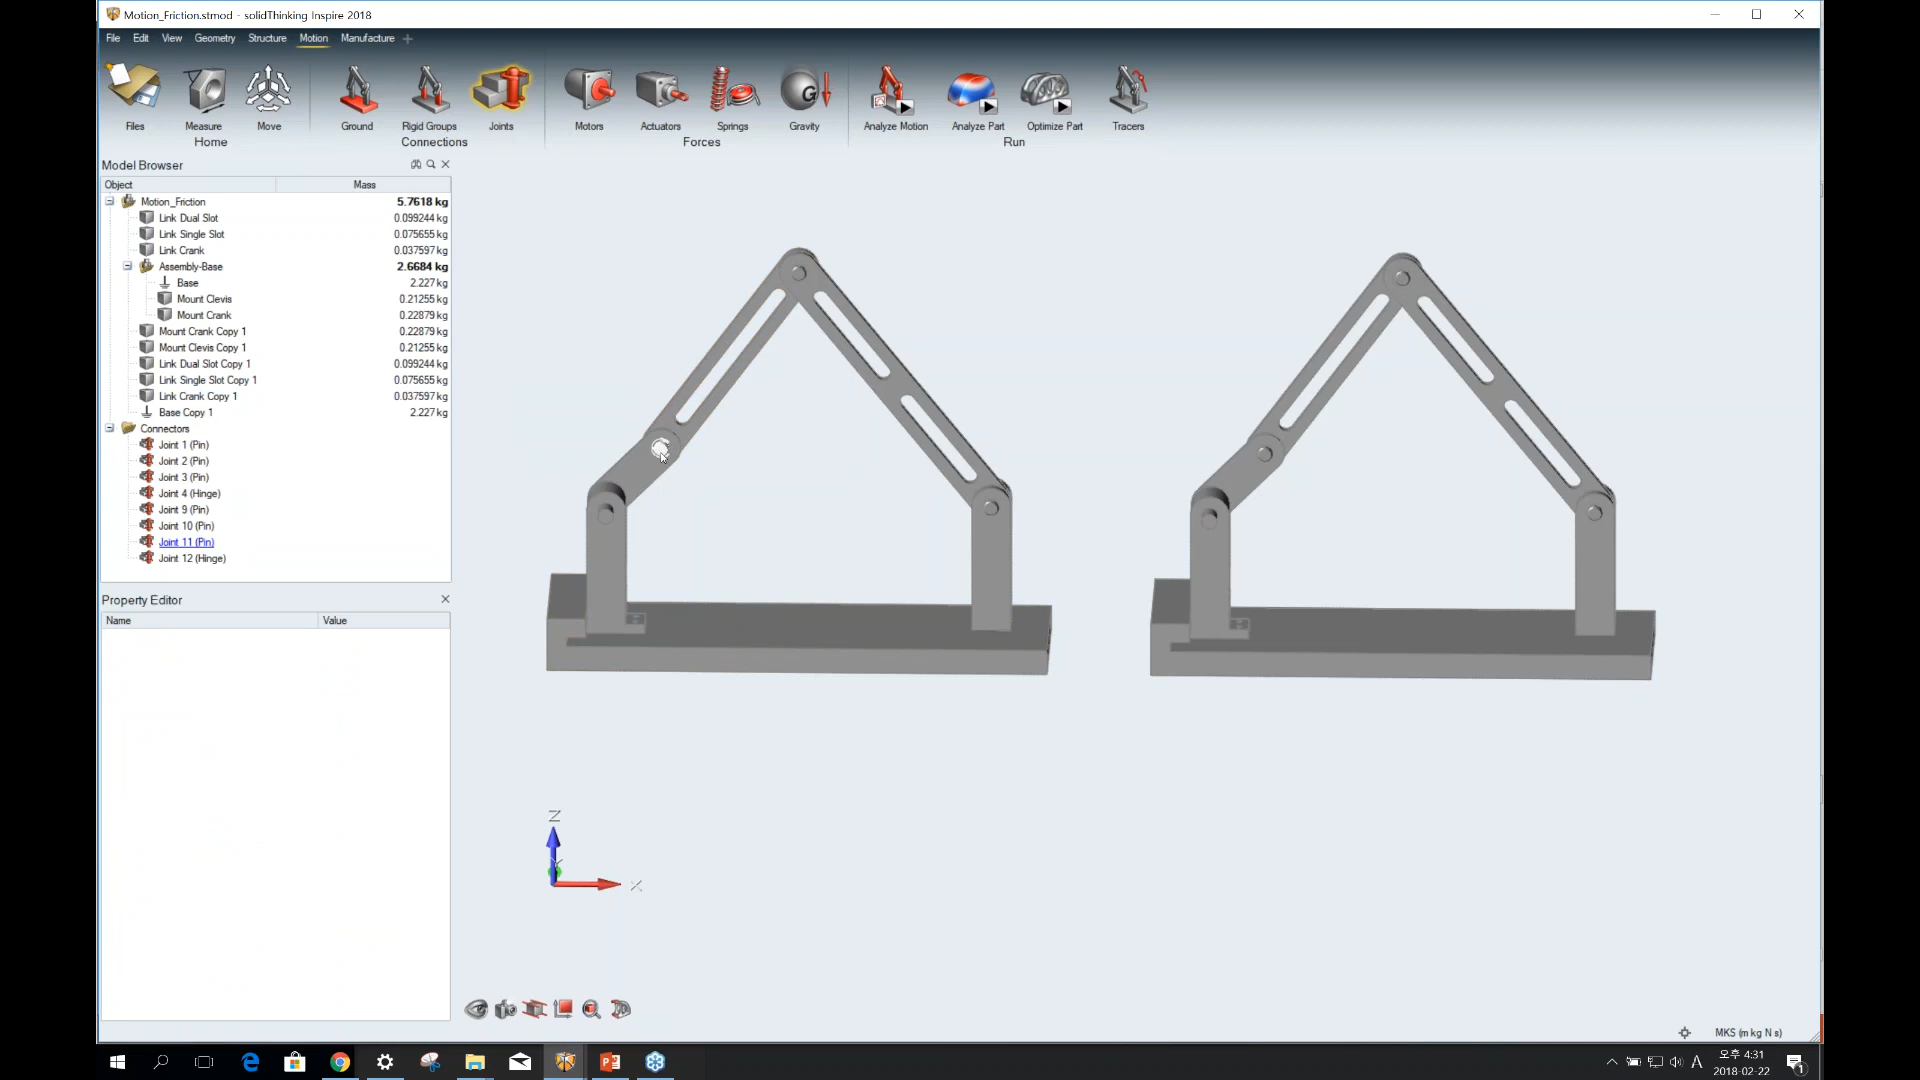 Motion_Friction.stmod - solidThinking Inspire 2018
File Edit View Geometry Structure Motion Manufacture
Files Measure Move Ground Rigid Groups Joints Motors Actuators Springs Gravity Analyze Motion Analyze Part Optimize Part Tracers
Home Connections Forces Run
G
Model Browser
Object Mass
Motion_Friction 5.7618 kg
Link Dual Slot 0.099244 kg
Link Single Slot 0.075655 kg
Link Crank 0.037597 kg
Assembly-Base 2.6684 kg
Base 2.227 kg
Mount Clevis 0.21255 kg
Mount Crank 0.22879 kg
Mount Crank Copy 1 0.22879 kg
Mount Clevis Copy 1 0.21255 kg
Link Dual Slot Copy 1 0.099244 kg
Link Single Slot Copy 1 0.075655 kg
Link Crank Copy 1 0.037597 kg
Base Copy 1 2.227 kg
Connectors
Joint 1 (Pin)
Joint 2 (Pin)
Joint 3 (Pin)
Joint 4 (Hinge)
Joint 9 (Pin)
Joint 10 (Pin)
Joint 11 (Pin)
Joint 12 (Hinge)
Property Editor
Name Value
Z
Y
X
MKS (m kg N s)
A 오후 4:31
2018-02-22
1